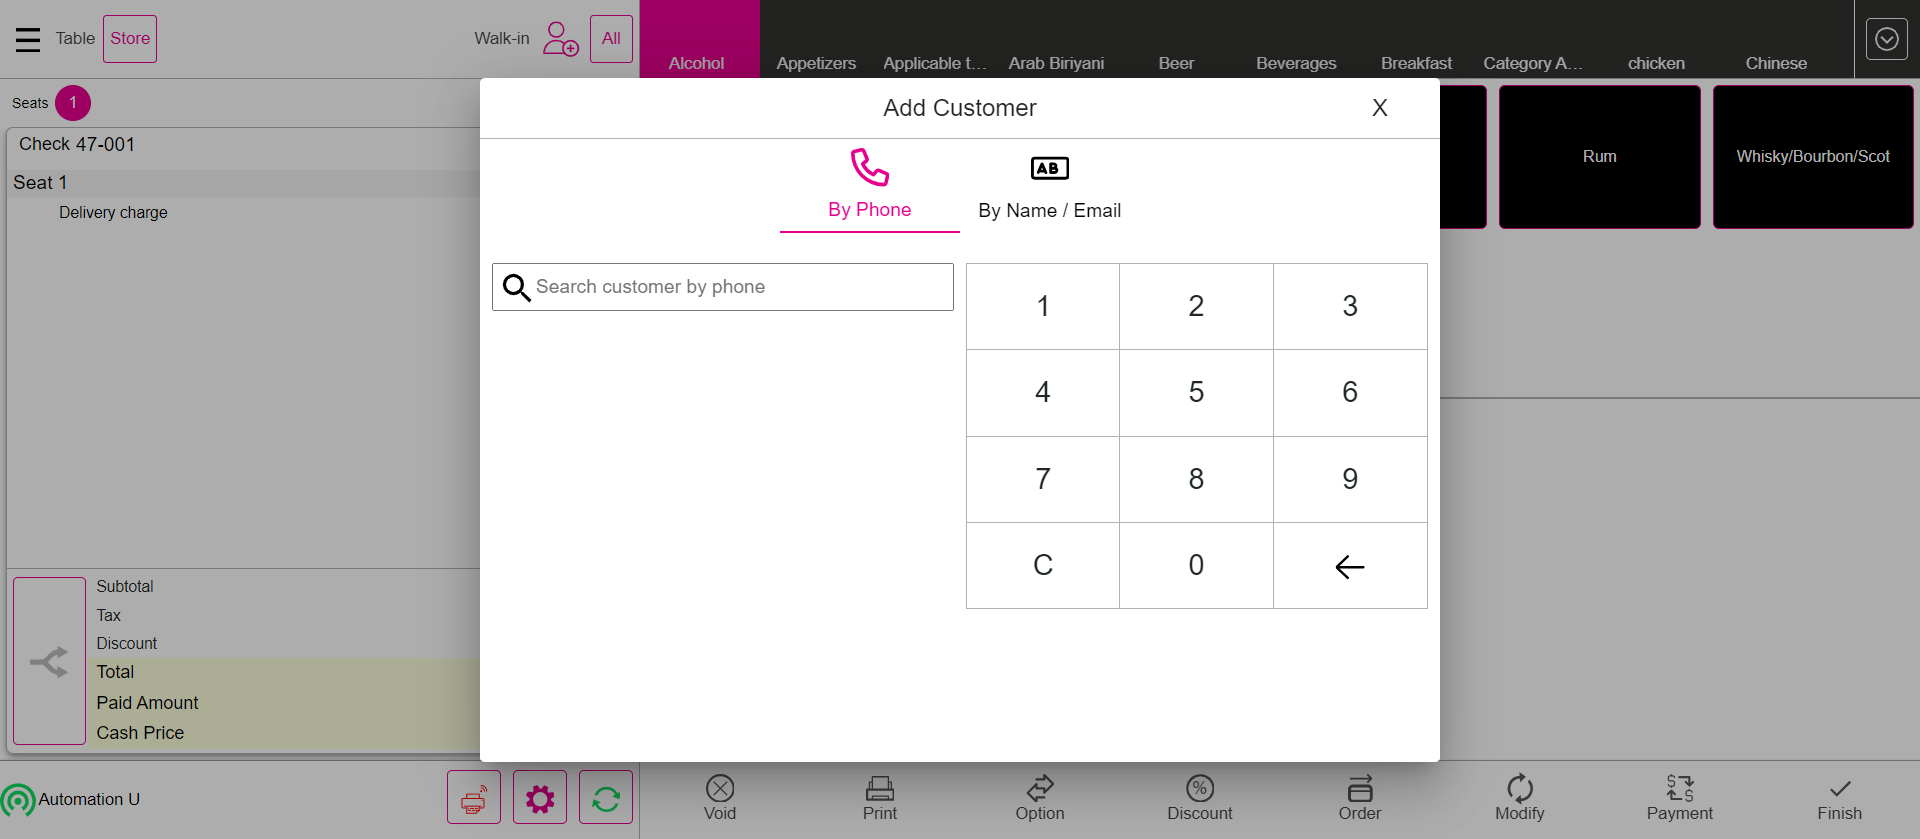 Table
Store
Walk-in
All
Alcohol
Appetizers
Applicable t...
Arab Biriyani
Beer
Beverages
Breakfast
Category A...
chicken
Chinese
Seats 1
Check 47-001
Seat 1
Delivery charge
Subtotal
Tax
Discount
Total
Paid Amount
Cash Price
Add Customer
X
By Phone
AB
By Name / Email
Search customer by phone
1 2 3
4 5 6
7 8 9
C 0
Rum
Whisky/Bourbon/Scot
Automation U
Void
Print
Option
%
Discount
Order
Modify
$
S
Payment
Finish